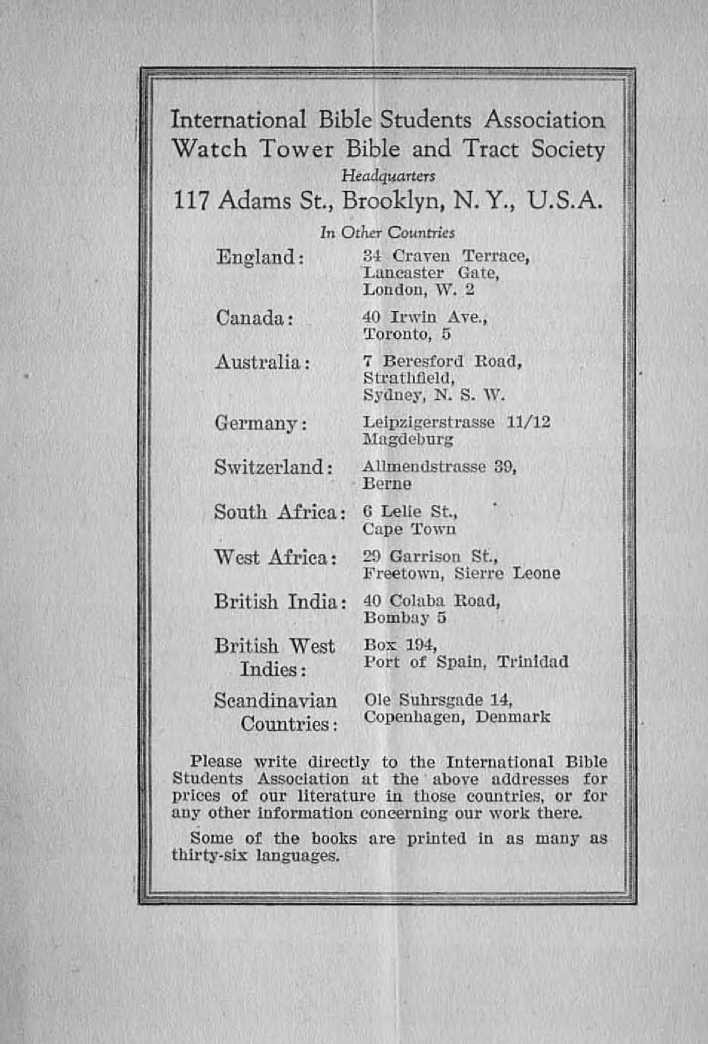 International Bible Students Association
Watch Tower Bible and Tract Society
Headquarters
117 Adams St., Brooklyn, N. Y., U.S.A.
In Other Countries
England: 34 Craven Terrace,
Lancaster Gate,
London, W. 2
Canada: 40 Irwin Ave.,
Toronto, 5
Australia: 7 Beresford Road,
Strathfield,
Sydney, N. S. W.
Germany: Leipzigerstrasse 11/12
Magdeburg
Switzerland: Allmendstrasse 39,
Berne
South Africa: 6 Lelie St.,
Cape Town
West Africa: 29 Garrison St.,
Freetown, Sierre Leone
British India: 40 Colaba Road,
Bombay 5
British West Box 194,
Indies: Port of Spain, Trinidad
Scandinavian Ole Suhrsgade 14,
Countries: Copenhagen, Denmark
Please write directly to the International Bible
Students Association at the above addresses for
prices of our literature in those countries, or for
any other information concerning our work there.
Some of the books are printed in as many as
thirty-six languages.